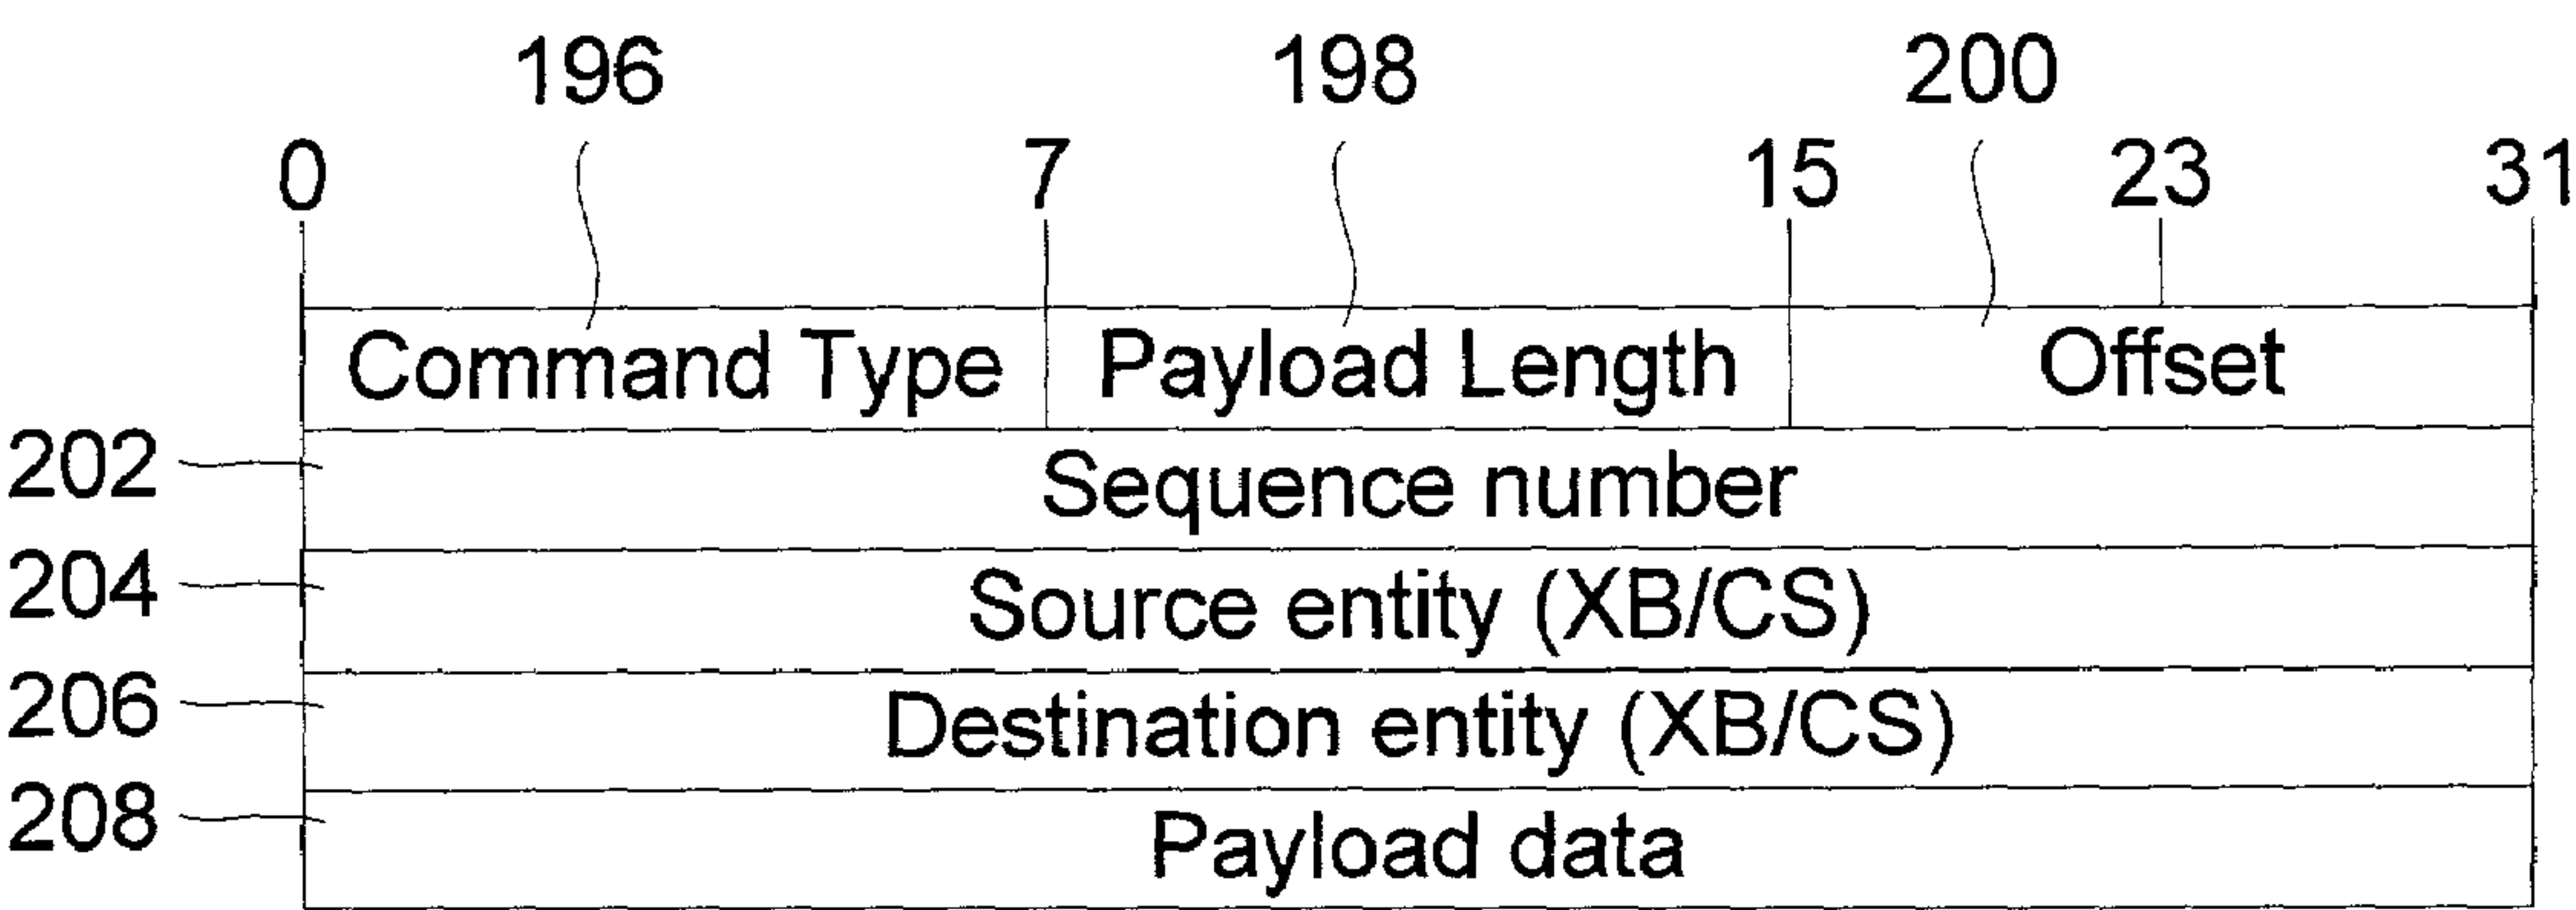 196 198 200
0 7 15 23 31
Command Type Payload Length Offset
202 Sequence number
204 Source entity (XB/CS)
206 Destination entity (XB/CS)
208 Payload data